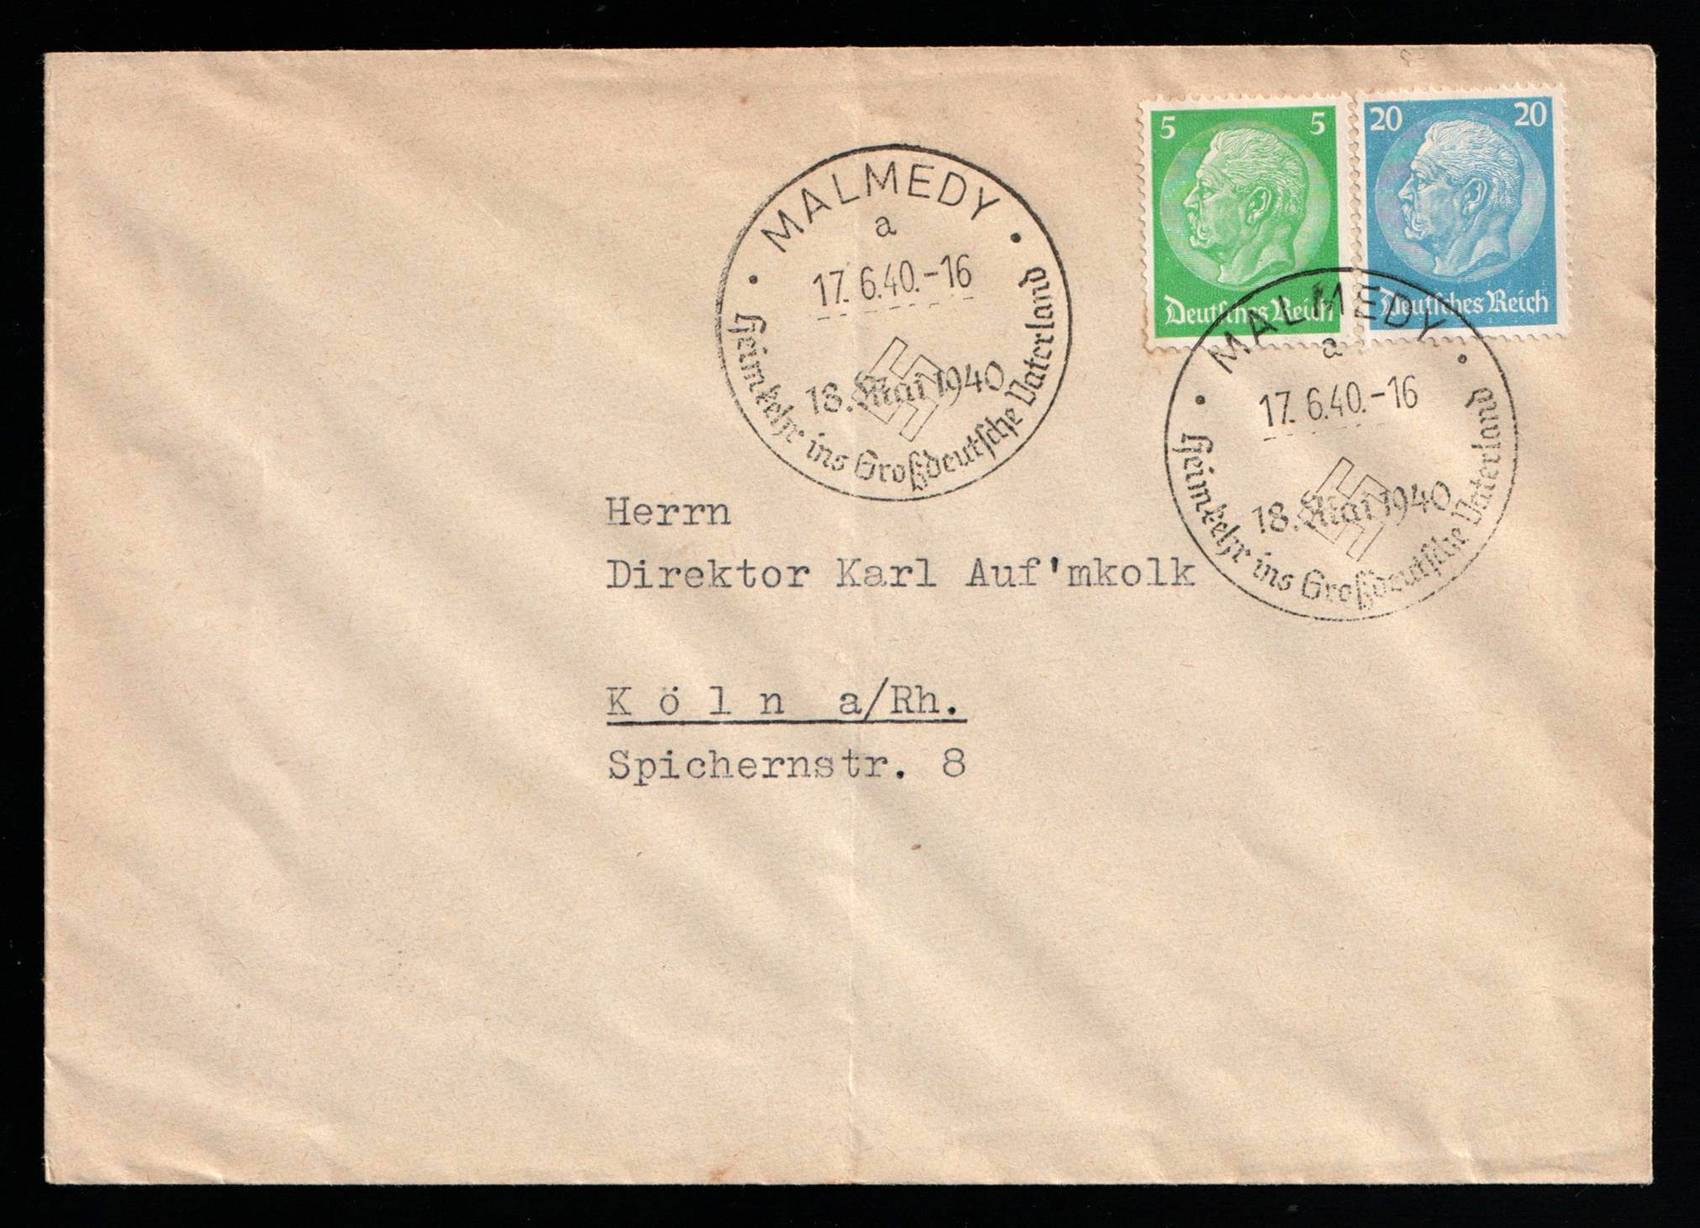 5 5
Deutsches Reich
20 20
Deutsches Reich
MALMEDY
a
17.6.40.-16
18. Mai 1940
Heimkehr ins Großdeutsche Vaterland
MALMEDY
a
17.6.40.-16
18. Mai 1940
Heimkehr ins Großdeutsche Vaterland
Herrn
Direktor Karl Auf'mkolk
Köln a/Rh.
Spichernstr. 8